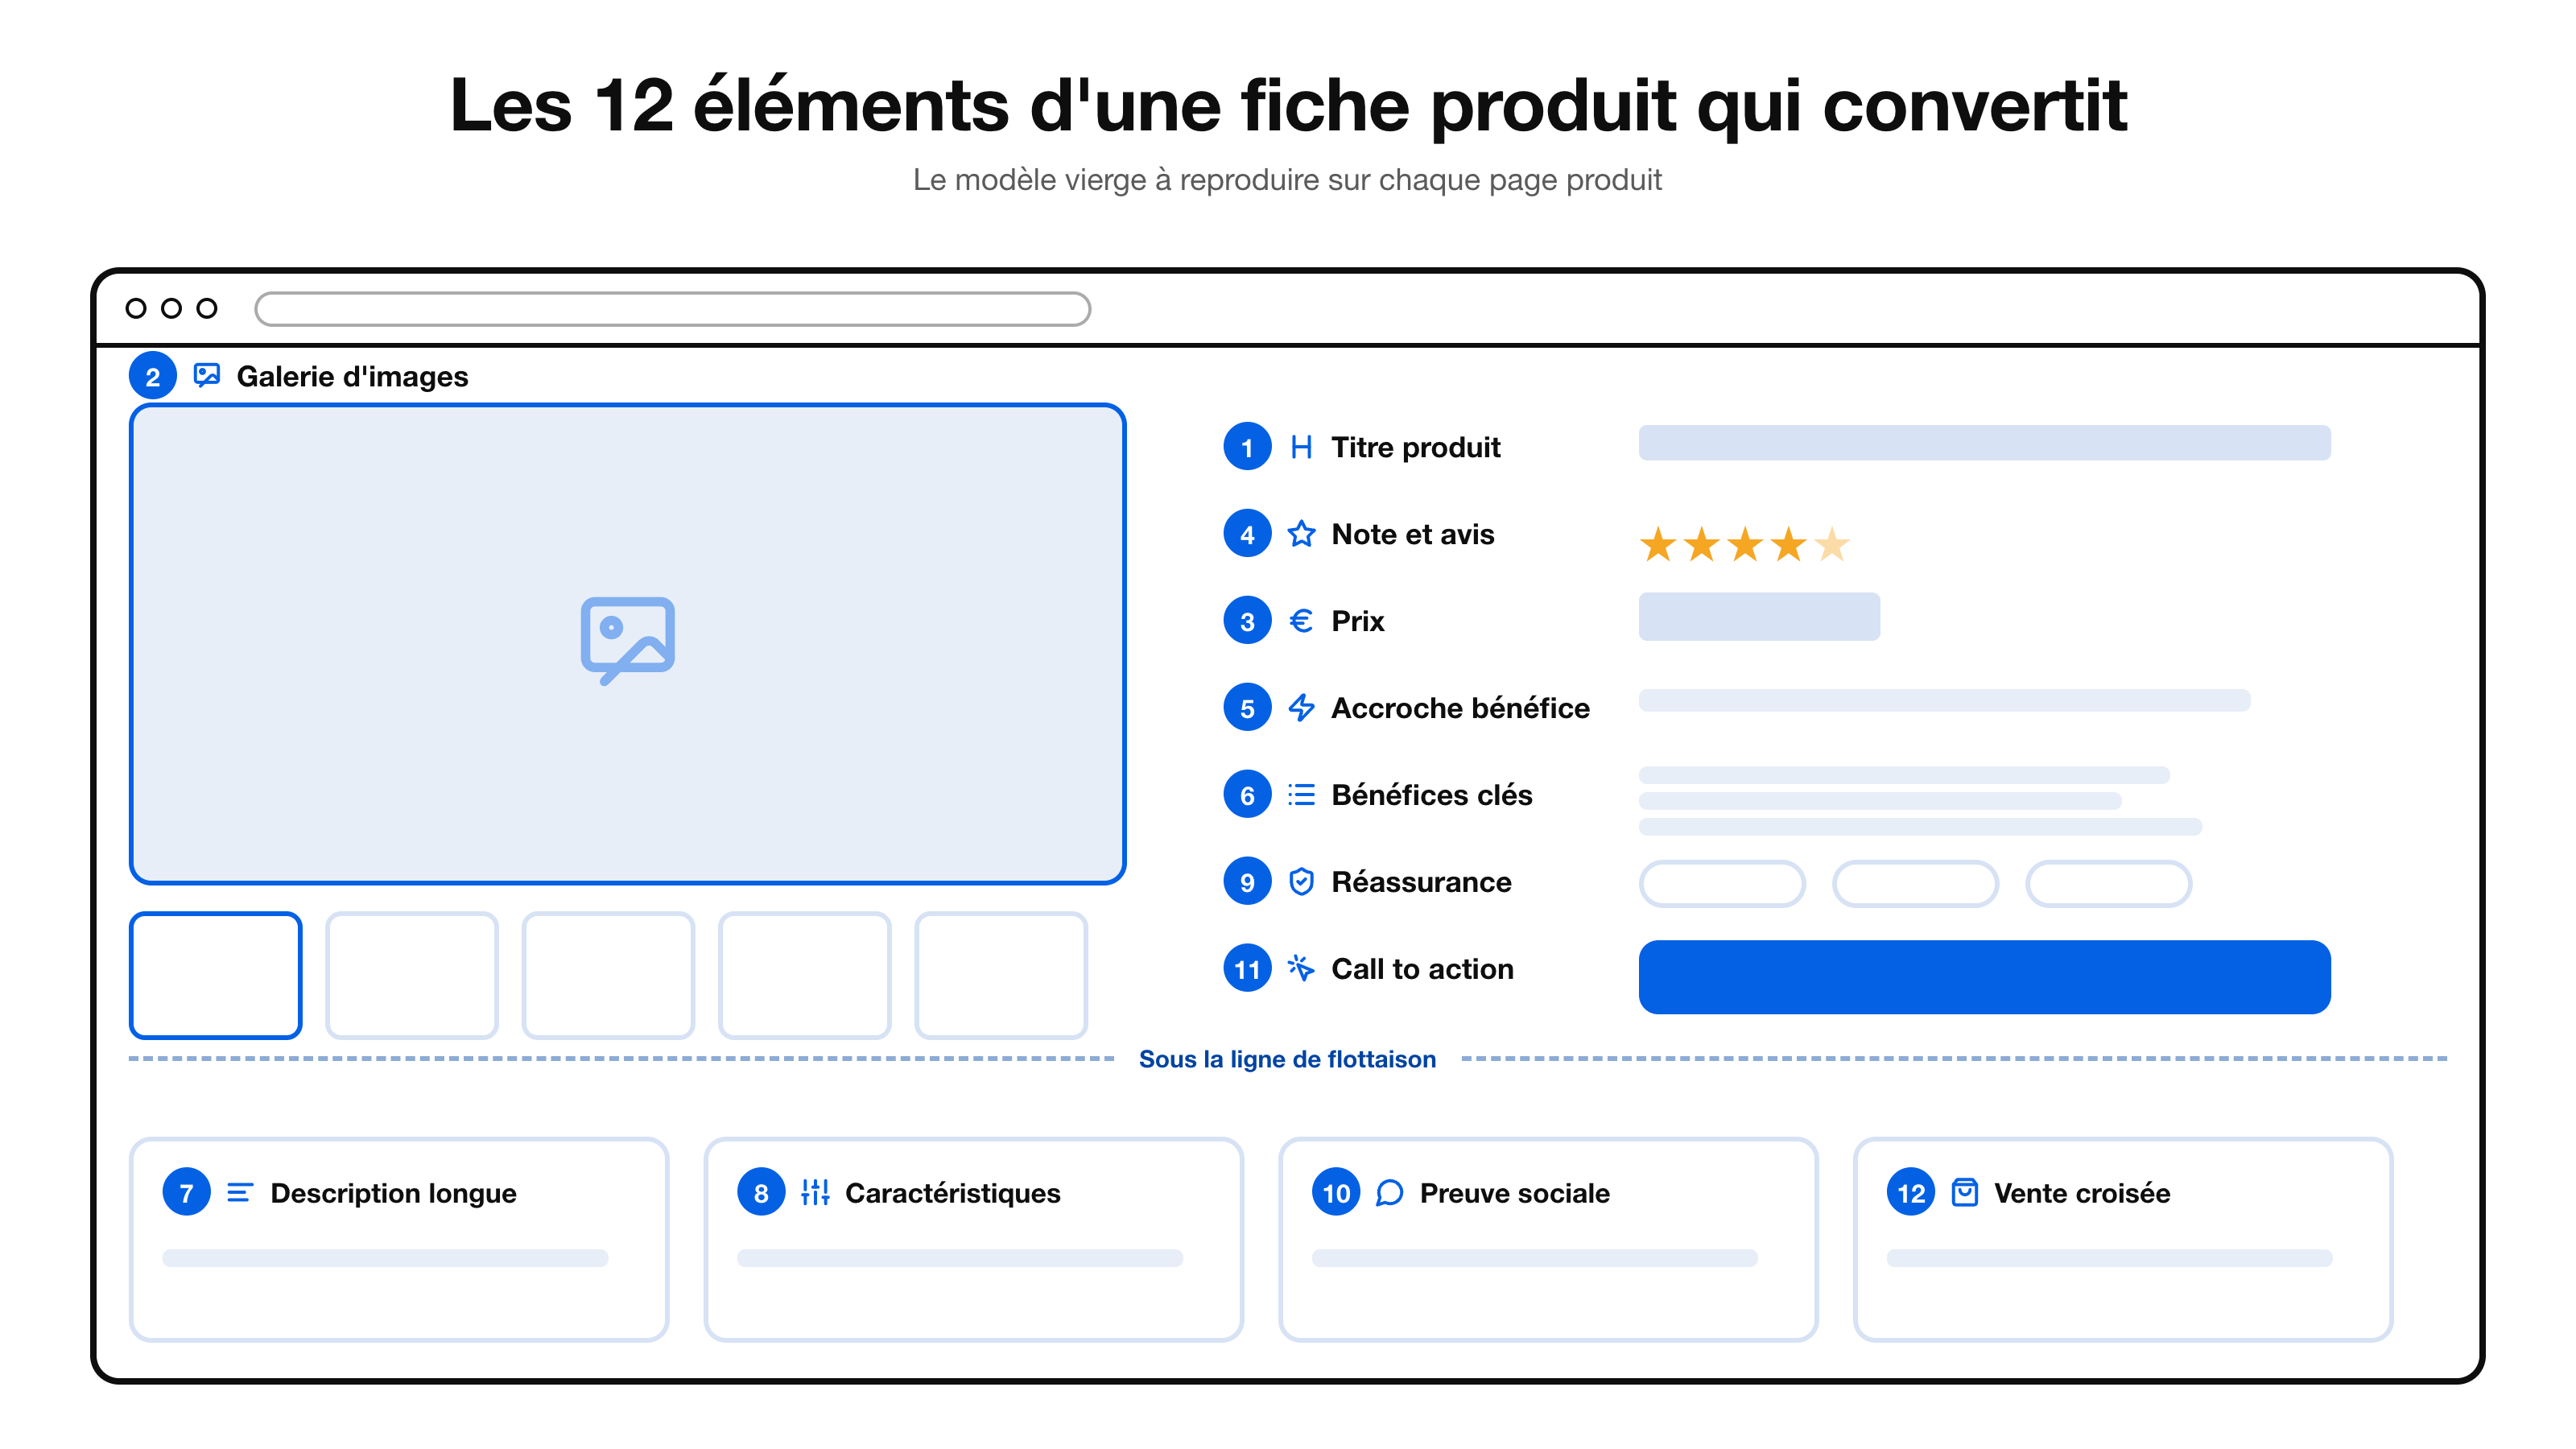 Les 12 éléments d'une fiche produit qui convertit
Le modèle vierge à reproduire sur chaque page produit
2 Galerie d'images
1 Titre produit
4 Note et avis
3 Prix
5 Accroche bénéfice
6 Bénéfices clés
9 Réassurance
11 Call to action
Sous la ligne de flottaison
7 Description longue
8 Caractéristiques
10 Preuve sociale
12 Vente croisée